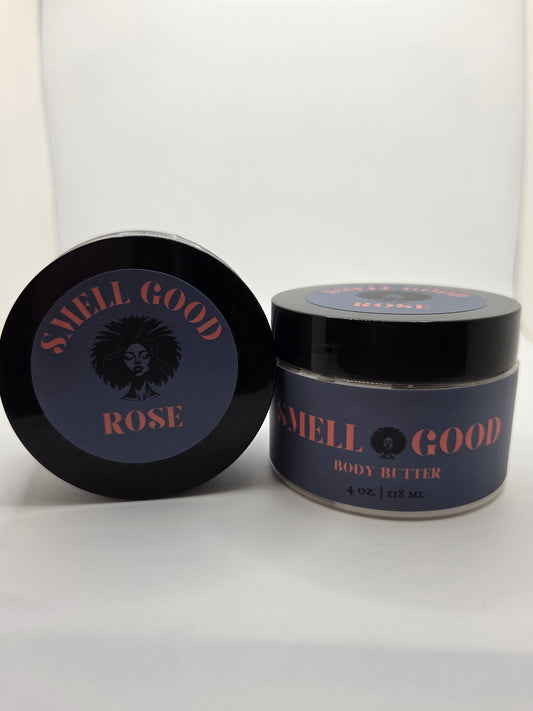 SMELL GOOD
ROSE
SMELL GOOD
ROSE
SMELL GOOD
BODY BUTTER
4 OZ. | 118 ML